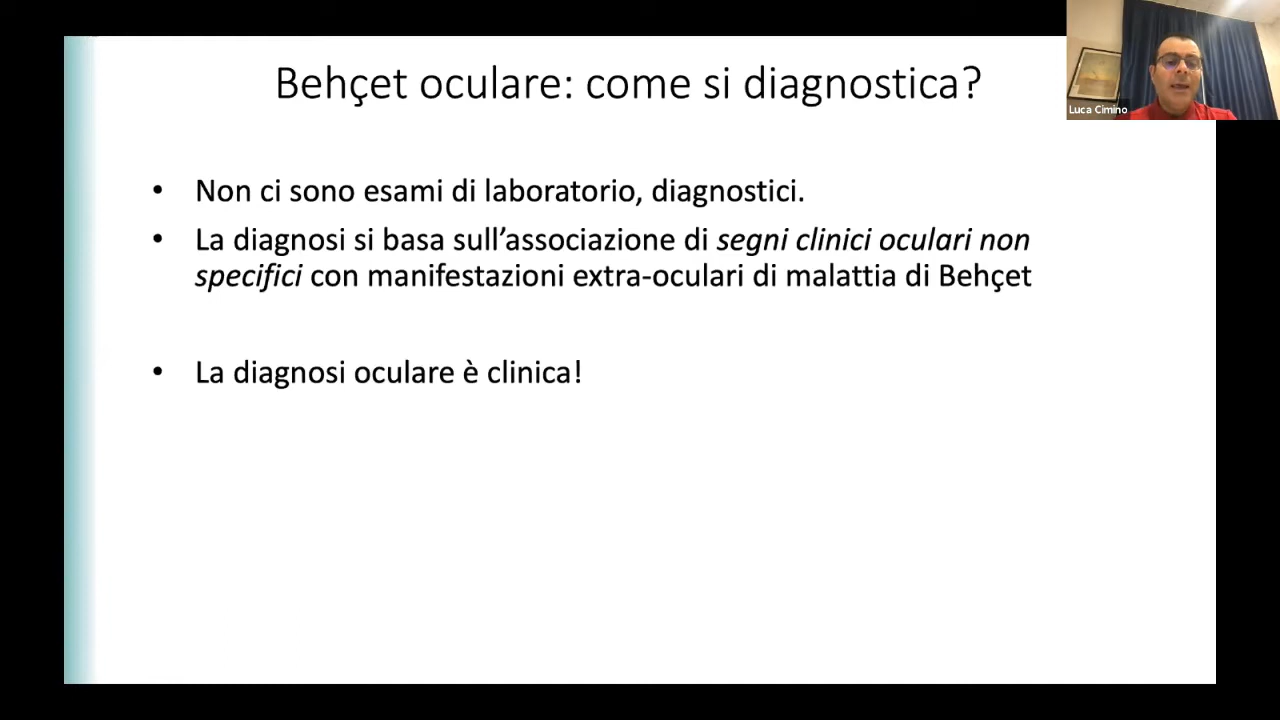 Behçet oculare: come si diagnostica?
Luca Cimino
• Non ci sono esami di laboratorio, diagnostici.
• La diagnosi si basa sull’associazione di segni clinici oculari non
specifici con manifestazioni extra-oculari di malattia di Behçet
• La diagnosi oculare è clinica!